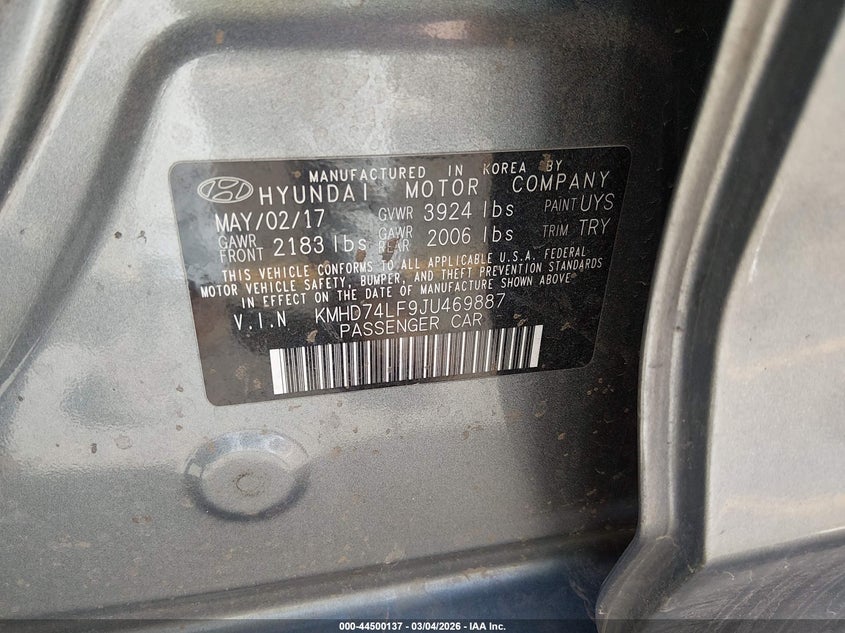 MANUFACTURED IN KOREA BY
HYUNDAI MOTOR COMPANY
MAY/02/17 GVWR 3924 lbs PAINT UYS
GAWR FRONT 2183 lbs GAWR REAR 2006 lbs TRIM TRY
THIS VEHICLE CONFORMS TO ALL APPLICABLE U.S.A. FEDERAL
MOTOR VEHICLE SAFETY, BUMPER, AND THEFT PREVENTION STANDARDS
IN EFFECT ON THE DATE OF MANUFACTURE SHOWN ABOVE
V.I.N KMHD74LF9JU469887
PASSENGER CAR
000-44500137 — 03/04/2026 — IAA Inc.